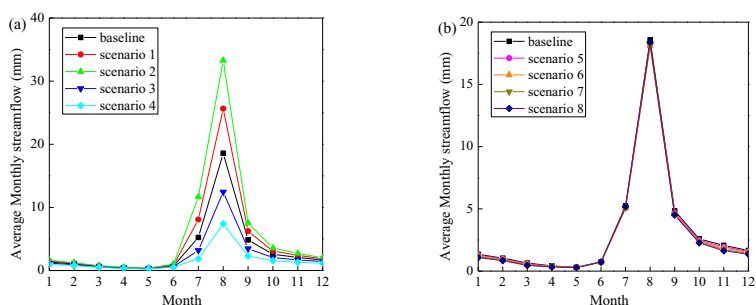 (a)
40
30
20
10
0
Average Monthly streamflow (mm)
baseline
scenario 1
scenario 2
scenario 3
scenario 4
1 2 3 4 5 6 7 8 9 10 11 12
Month
(b)
20
15
10
5
0
Average Monthly streamflow (mm)
baseline
scenario 5
scenario 6
scenario 7
scenario 8
1 2 3 4 5 6 7 8 9 10 11 12
Month